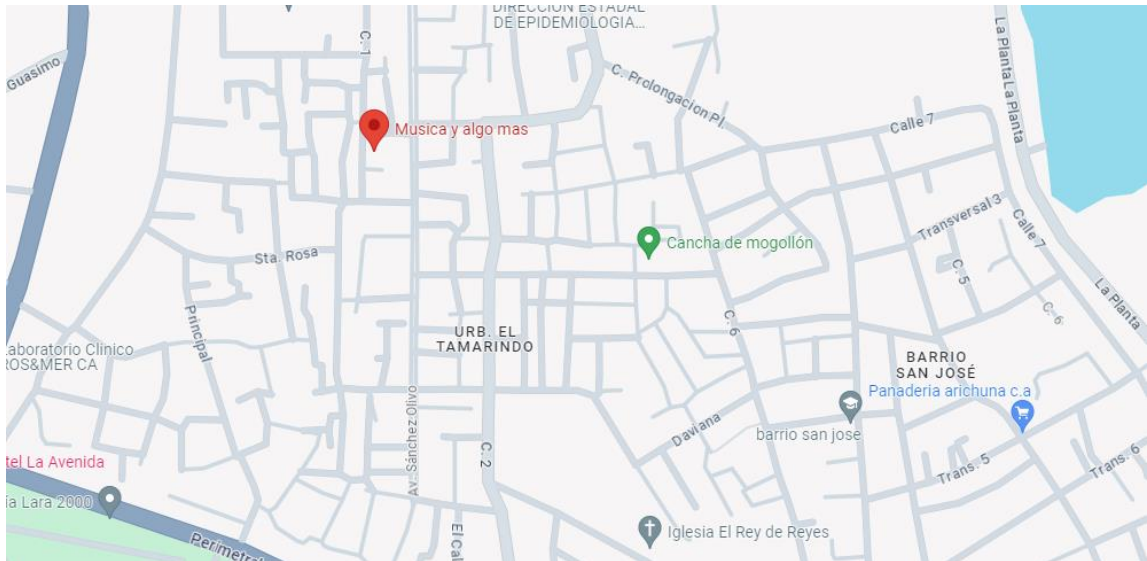 DIRECCIÓN ESTADAL
DE EPIDEMIOLOGIA...
Guasimo
C. 1
C. Prolongacion Pl.
La Planta
La Planta
Calle 7
Musica y algo mas
Transversal 3
Calle 7
Cancha de mogollón
Sta. Rosa
C. 5
La Planta
C. 6
Principal
C. 6
URB. EL
TAMARINDO
Laboratorio Clinico
ROS&MER CA
BARRIO
SAN JOSÉ
Panaderia arichuna c.a
Daviana
barrio san jose
Av. Sánchez Olivo
C. 2
tel La Avenida
Trans. 5
Trans. 6
ía Lara 2000
Perimetral
El Cal
Iglesia El Rey de Reyes